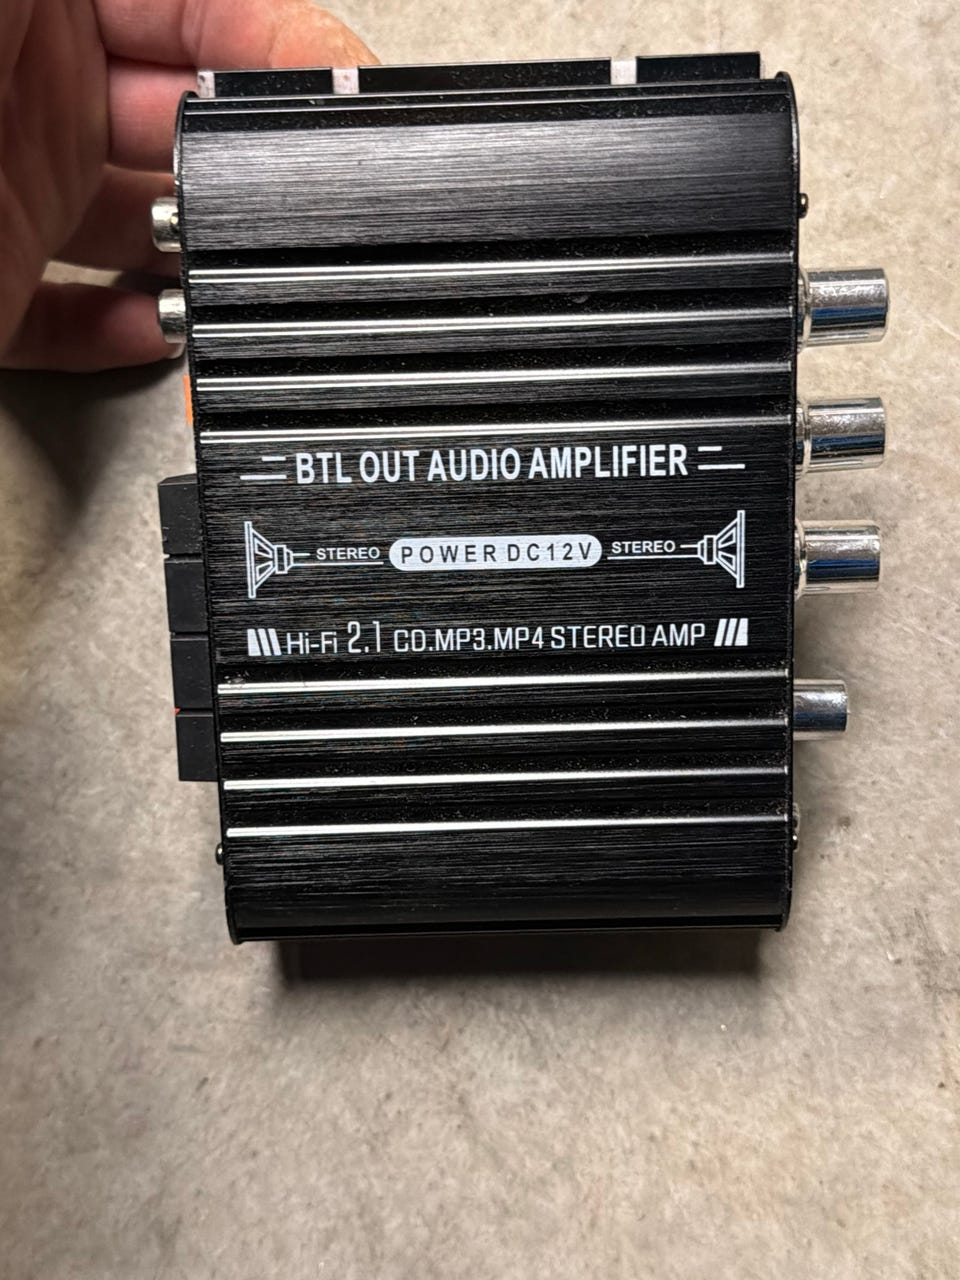 BTL OUT AUDIO AMPLIFIER
STEREO POWER DC12V STEREO
Hi-Fi 2.1 CD.MP3.MP4 STEREO AMP